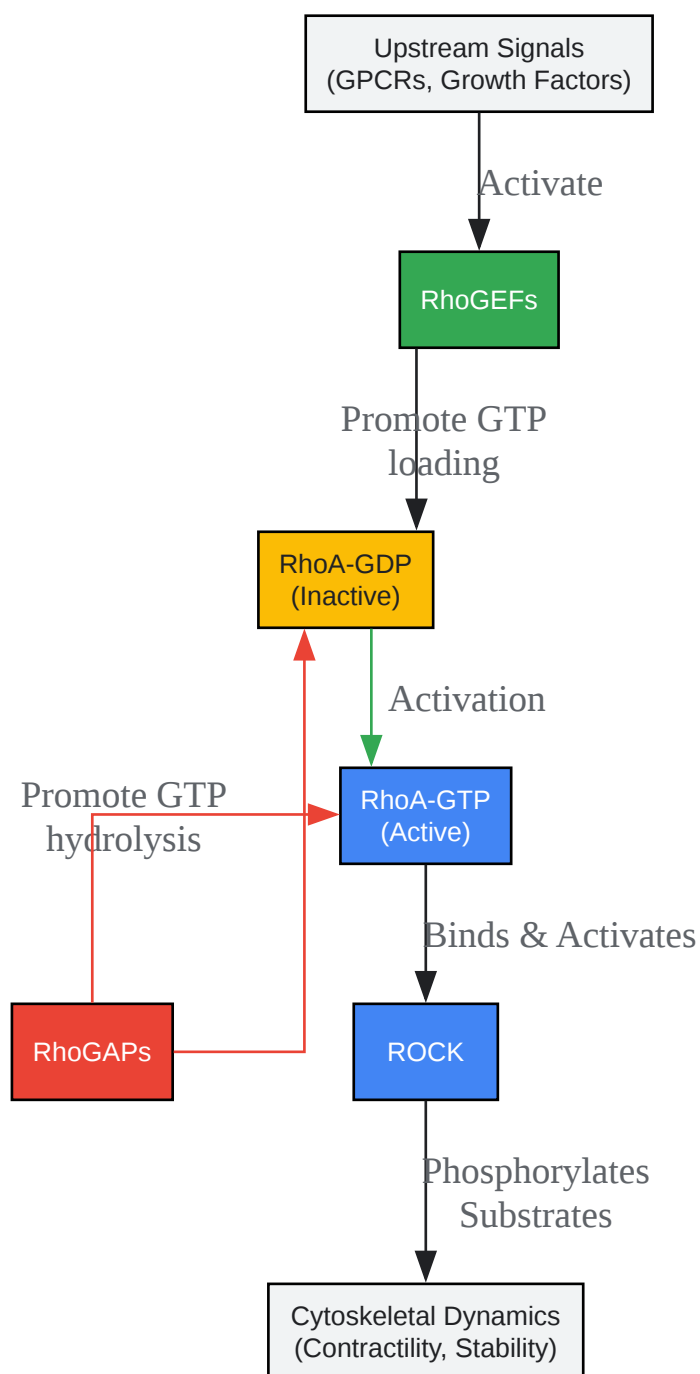 Upstream Signals
(GPCRs, Growth Factors)
Activate
RhoGEFs
Promote GTP
loading
RhoA-GDP
(Inactive)
Activation
Promote GTP
hydrolysis
RhoA-GTP
(Active)
Binds & Activates
RhoGAPs
ROCK
Phosphorylates
Substrates
Cytoskeletal Dynamics
(Contractility, Stability)